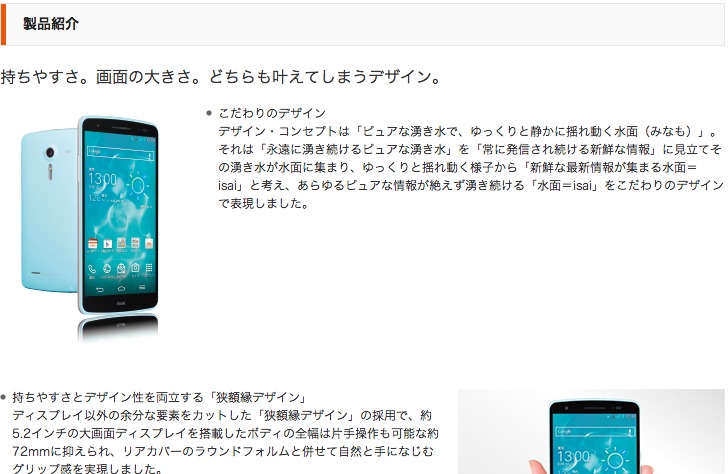 製品紹介
持ちやすさ。画面の大きさ。どちらも叶えてしまうデザイン。
こだわりのデザイン
デザイン・コンセプトは「ピュアな湧き水で、ゆっくりと静かに揺れ動く水面（みなも）」。
それは「永遠に湧き続けるピュアな湧き水」を「常に発信され続ける新鮮な情報」に見立てそ
の湧き水が水面に集まり、ゆっくりと揺れ動く様子から「新鮮な最新情報が集まる水面＝
isai」と考え、あらゆるピュアな情報が絶えず湧き続ける「水面＝isai」をこだわりのデザイン
で表現しました。
Google
13:00
isai
持ちやすさとデザイン性を両立する「狭額縁デザイン」
ディスプレイ以外の余分な要素をカットした「狭額縁デザイン」の採用で、約
5.2インチの大画面ディスプレイを搭載したボディの全幅は片手操作も可能な約
72mmに抑えられ、リアカバーのラウンドフォルムと併せて自然と手になじむ
グリップ感を実現しました。
Google
13:00